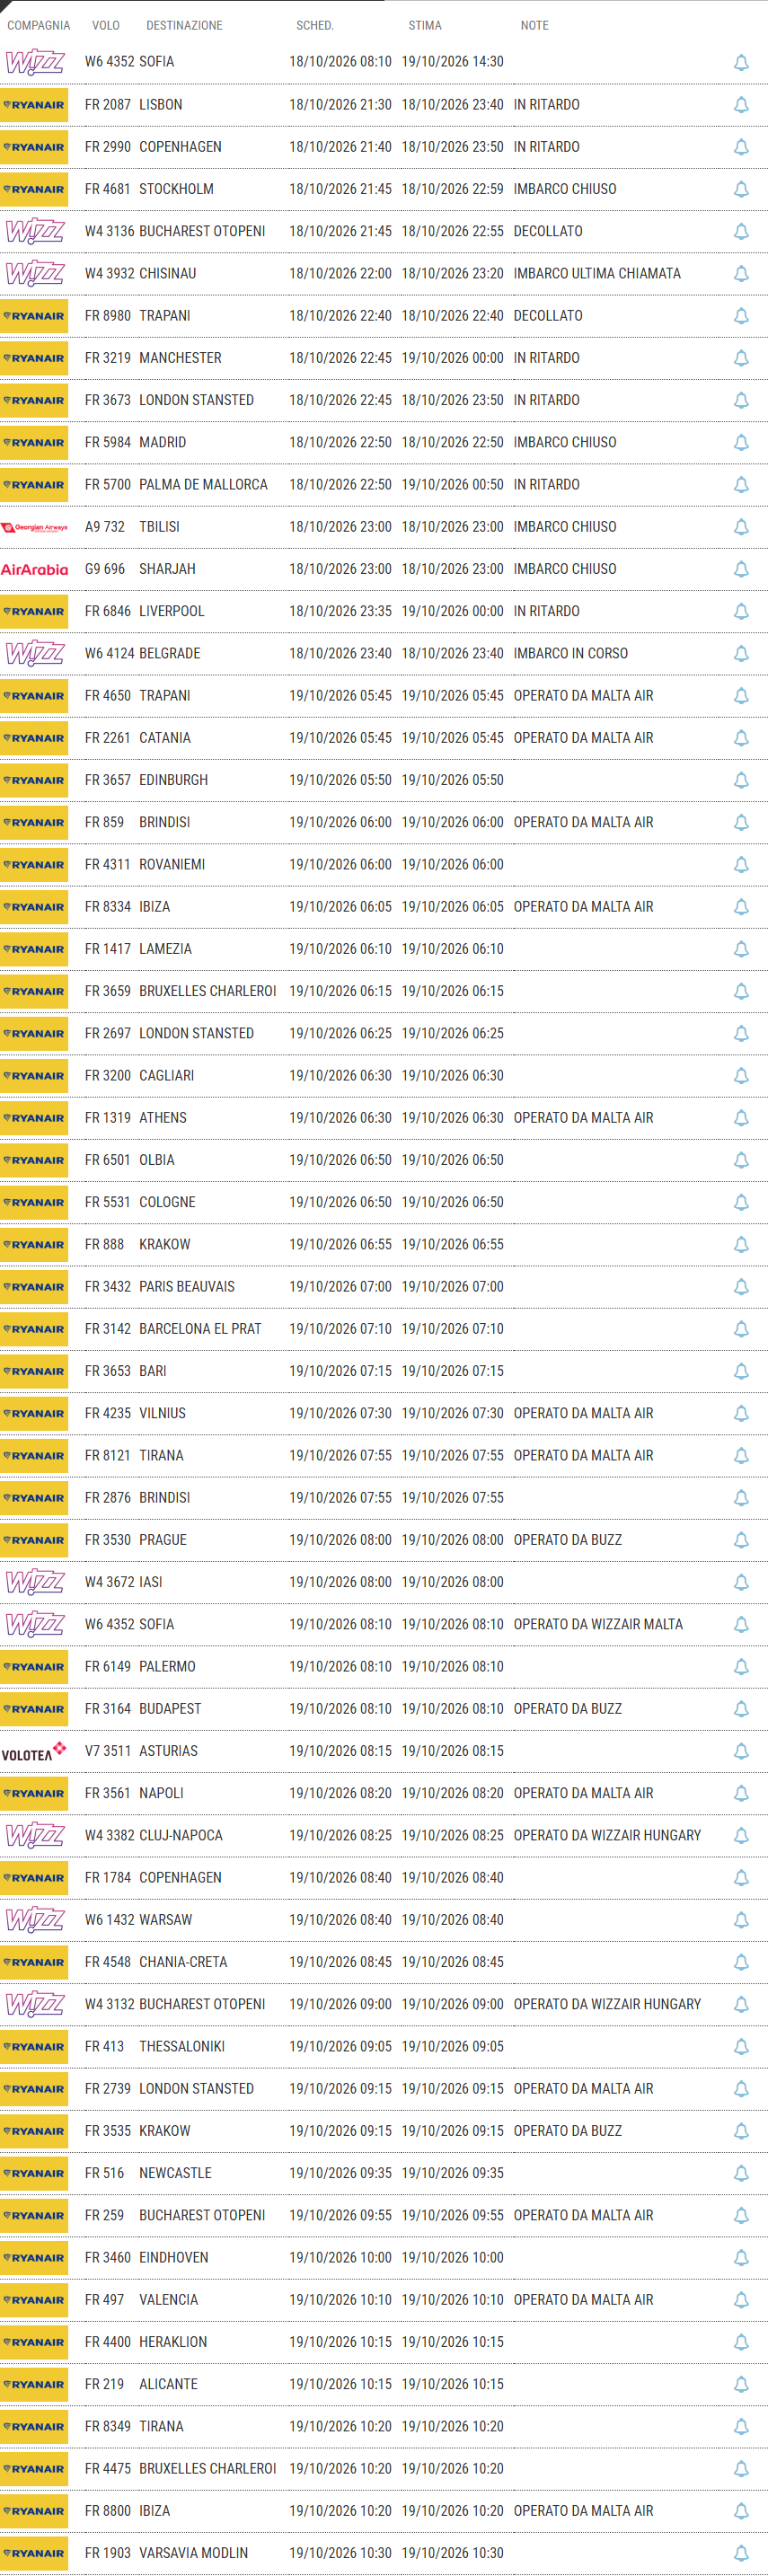 COMPAGNIA VOLO DESTINAZIONE SCHED. STIMA NOTE
WIZZ W6 4352 SOFIA 18/10/2026 08:10 19/10/2026 14:30
RYANAIR FR 2087 LISBON 18/10/2026 21:30 18/10/2026 23:40 IN RITARDO
RYANAIR FR 2990 COPENHAGEN 18/10/2026 21:40 18/10/2026 23:50 IN RITARDO
RYANAIR FR 4681 STOCKHOLM 18/10/2026 21:45 18/10/2026 22:59 IMBARCO CHIUSO
WIZZ W4 3136 BUCHAREST OTOPENI 18/10/2026 21:45 18/10/2026 22:55 DECOLLATO
WIZZ W4 3932 CHISINAU 18/10/2026 22:00 18/10/2026 23:20 IMBARCO ULTIMA CHIAMATA
RYANAIR FR 8980 TRAPANI 18/10/2026 22:40 18/10/2026 22:40 DECOLLATO
RYANAIR FR 3219 MANCHESTER 18/10/2026 22:45 19/10/2026 00:00 IN RITARDO
RYANAIR FR 3673 LONDON STANSTED 18/10/2026 22:45 18/10/2026 23:50 IN RITARDO
RYANAIR FR 5984 MADRID 18/10/2026 22:50 18/10/2026 22:50 IMBARCO CHIUSO
RYANAIR FR 5700 PALMA DE MALLORCA 18/10/2026 22:50 19/10/2026 00:50 IN RITARDO
Georgian Airways A9 732 TBILISI 18/10/2026 23:00 18/10/2026 23:00 IMBARCO CHIUSO
AirArabia G9 696 SHARJAH 18/10/2026 23:00 18/10/2026 23:00 IMBARCO CHIUSO
RYANAIR FR 6846 LIVERPOOL 18/10/2026 23:35 19/10/2026 00:00 IN RITARDO
WIZZ W6 4124 BELGRADE 18/10/2026 23:40 18/10/2026 23:40 IMBARCO IN CORSO
RYANAIR FR 4650 TRAPANI 19/10/2026 05:45 19/10/2026 05:45 OPERATO DA MALTA AIR
RYANAIR FR 2261 CATANIA 19/10/2026 05:45 19/10/2026 05:45 OPERATO DA MALTA AIR
RYANAIR FR 3657 EDINBURGH 19/10/2026 05:50 19/10/2026 05:50
RYANAIR FR 859 BRINDISI 19/10/2026 06:00 19/10/2026 06:00 OPERATO DA MALTA AIR
RYANAIR FR 4311 ROVANIEMI 19/10/2026 06:00 19/10/2026 06:00
RYANAIR FR 8334 IBIZA 19/10/2026 06:05 19/10/2026 06:05 OPERATO DA MALTA AIR
RYANAIR FR 1417 LAMEZIA 19/10/2026 06:10 19/10/2026 06:10
RYANAIR FR 3659 BRUXELLES CHARLEROI 19/10/2026 06:15 19/10/2026 06:15
RYANAIR FR 2697 LONDON STANSTED 19/10/2026 06:25 19/10/2026 06:25
RYANAIR FR 3200 CAGLIARI 19/10/2026 06:30 19/10/2026 06:30
RYANAIR FR 1319 ATHENS 19/10/2026 06:30 19/10/2026 06:30 OPERATO DA MALTA AIR
RYANAIR FR 6501 OLBIA 19/10/2026 06:50 19/10/2026 06:50
RYANAIR FR 5531 COLOGNE 19/10/2026 06:50 19/10/2026 06:50
RYANAIR FR 888 KRAKOW 19/10/2026 06:55 19/10/2026 06:55
RYANAIR FR 3432 PARIS BEAUVAIS 19/10/2026 07:00 19/10/2026 07:00
RYANAIR FR 3142 BARCELONA EL PRAT 19/10/2026 07:10 19/10/2026 07:10
RYANAIR FR 3653 BARI 19/10/2026 07:15 19/10/2026 07:15
RYANAIR FR 4235 VILNIUS 19/10/2026 07:30 19/10/2026 07:30 OPERATO DA MALTA AIR
RYANAIR FR 8121 TIRANA 19/10/2026 07:55 19/10/2026 07:55 OPERATO DA MALTA AIR
RYANAIR FR 2876 BRINDISI 19/10/2026 07:55 19/10/2026 07:55
RYANAIR FR 3530 PRAGUE 19/10/2026 08:00 19/10/2026 08:00 OPERATO DA BUZZ
WIZZ W4 3672 IASI 19/10/2026 08:00 19/10/2026 08:00
WIZZ W6 4352 SOFIA 19/10/2026 08:10 19/10/2026 08:10 OPERATO DA WIZZAIR MALTA
RYANAIR FR 6149 PALERMO 19/10/2026 08:10 19/10/2026 08:10
RYANAIR FR 3164 BUDAPEST 19/10/2026 08:10 19/10/2026 08:10 OPERATO DA BUZZ
VOLOTEA V7 3511 ASTURIAS 19/10/2026 08:15 19/10/2026 08:15
RYANAIR FR 3561 NAPOLI 19/10/2026 08:20 19/10/2026 08:20 OPERATO DA MALTA AIR
WIZZ W4 3382 CLUJ-NAPOCA 19/10/2026 08:25 19/10/2026 08:25 OPERATO DA WIZZAIR HUNGARY
RYANAIR FR 1784 COPENHAGEN 19/10/2026 08:40 19/10/2026 08:40
WIZZ W6 1432 WARSAW 19/10/2026 08:40 19/10/2026 08:40
RYANAIR FR 4548 CHANIA-CRETA 19/10/2026 08:45 19/10/2026 08:45
WIZZ W4 3132 BUCHAREST OTOPENI 19/10/2026 09:00 19/10/2026 09:00 OPERATO DA WIZZAIR HUNGARY
RYANAIR FR 413 THESSALONIKI 19/10/2026 09:05 19/10/2026 09:05
RYANAIR FR 2739 LONDON STANSTED 19/10/2026 09:15 19/10/2026 09:15 OPERATO DA MALTA AIR
RYANAIR FR 3535 KRAKOW 19/10/2026 09:15 19/10/2026 09:15 OPERATO DA BUZZ
RYANAIR FR 516 NEWCASTLE 19/10/2026 09:35 19/10/2026 09:35
RYANAIR FR 259 BUCHAREST OTOPENI 19/10/2026 09:55 19/10/2026 09:55 OPERATO DA MALTA AIR
RYANAIR FR 3460 EINDHOVEN 19/10/2026 10:00 19/10/2026 10:00
RYANAIR FR 497 VALENCIA 19/10/2026 10:10 19/10/2026 10:10 OPERATO DA MALTA AIR
RYANAIR FR 4400 HERAKLION 19/10/2026 10:15 19/10/2026 10:15
RYANAIR FR 219 ALICANTE 19/10/2026 10:15 19/10/2026 10:15
RYANAIR FR 8349 TIRANA 19/10/2026 10:20 19/10/2026 10:20
RYANAIR FR 4475 BRUXELLES CHARLEROI 19/10/2026 10:20 19/10/2026 10:20
RYANAIR FR 8800 IBIZA 19/10/2026 10:20 19/10/2026 10:20 OPERATO DA MALTA AIR
RYANAIR FR 1903 VARSAVIA MODLIN 19/10/2026 10:30 19/10/2026 10:30